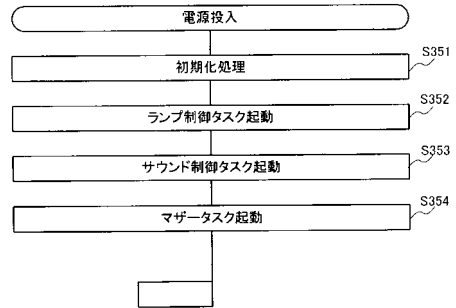 電源投入
初期化処理
S351
ランプ制御タスク起動
S352
サウンド制御タスク起動
S353
マザータスク起動
S354